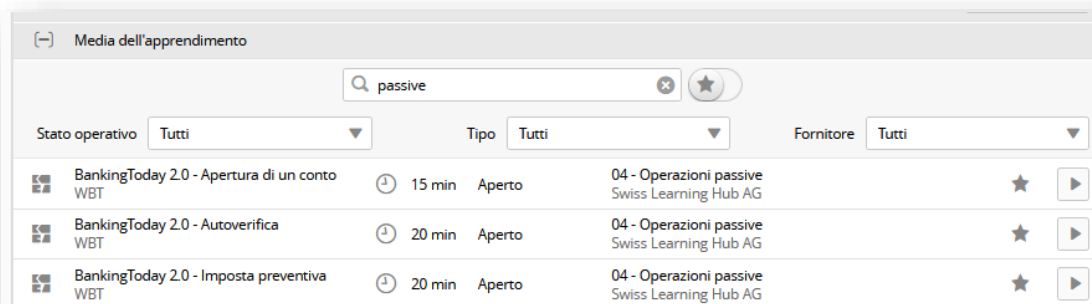 [-] Media dell'apprendimento
passive
Stato operativo Tutti Tipo Tutti Fornitore Tutti
BankingToday 2.0 - Apertura di un conto 15 min Aperto 04 - Operazioni passive
WBT Swiss Learning Hub AG
BankingToday 2.0 - Autoverifica 20 min Aperto 04 - Operazioni passive
WBT Swiss Learning Hub AG
BankingToday 2.0 - Imposta preventiva 20 min Aperto 04 - Operazioni passive
WBT Swiss Learning Hub AG